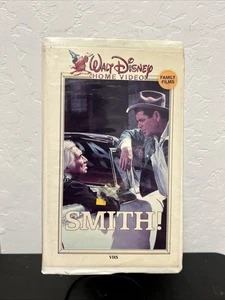 WALT DISNEY
HOME VIDEO
FAMILY
FILMS
SMITH!
VHS